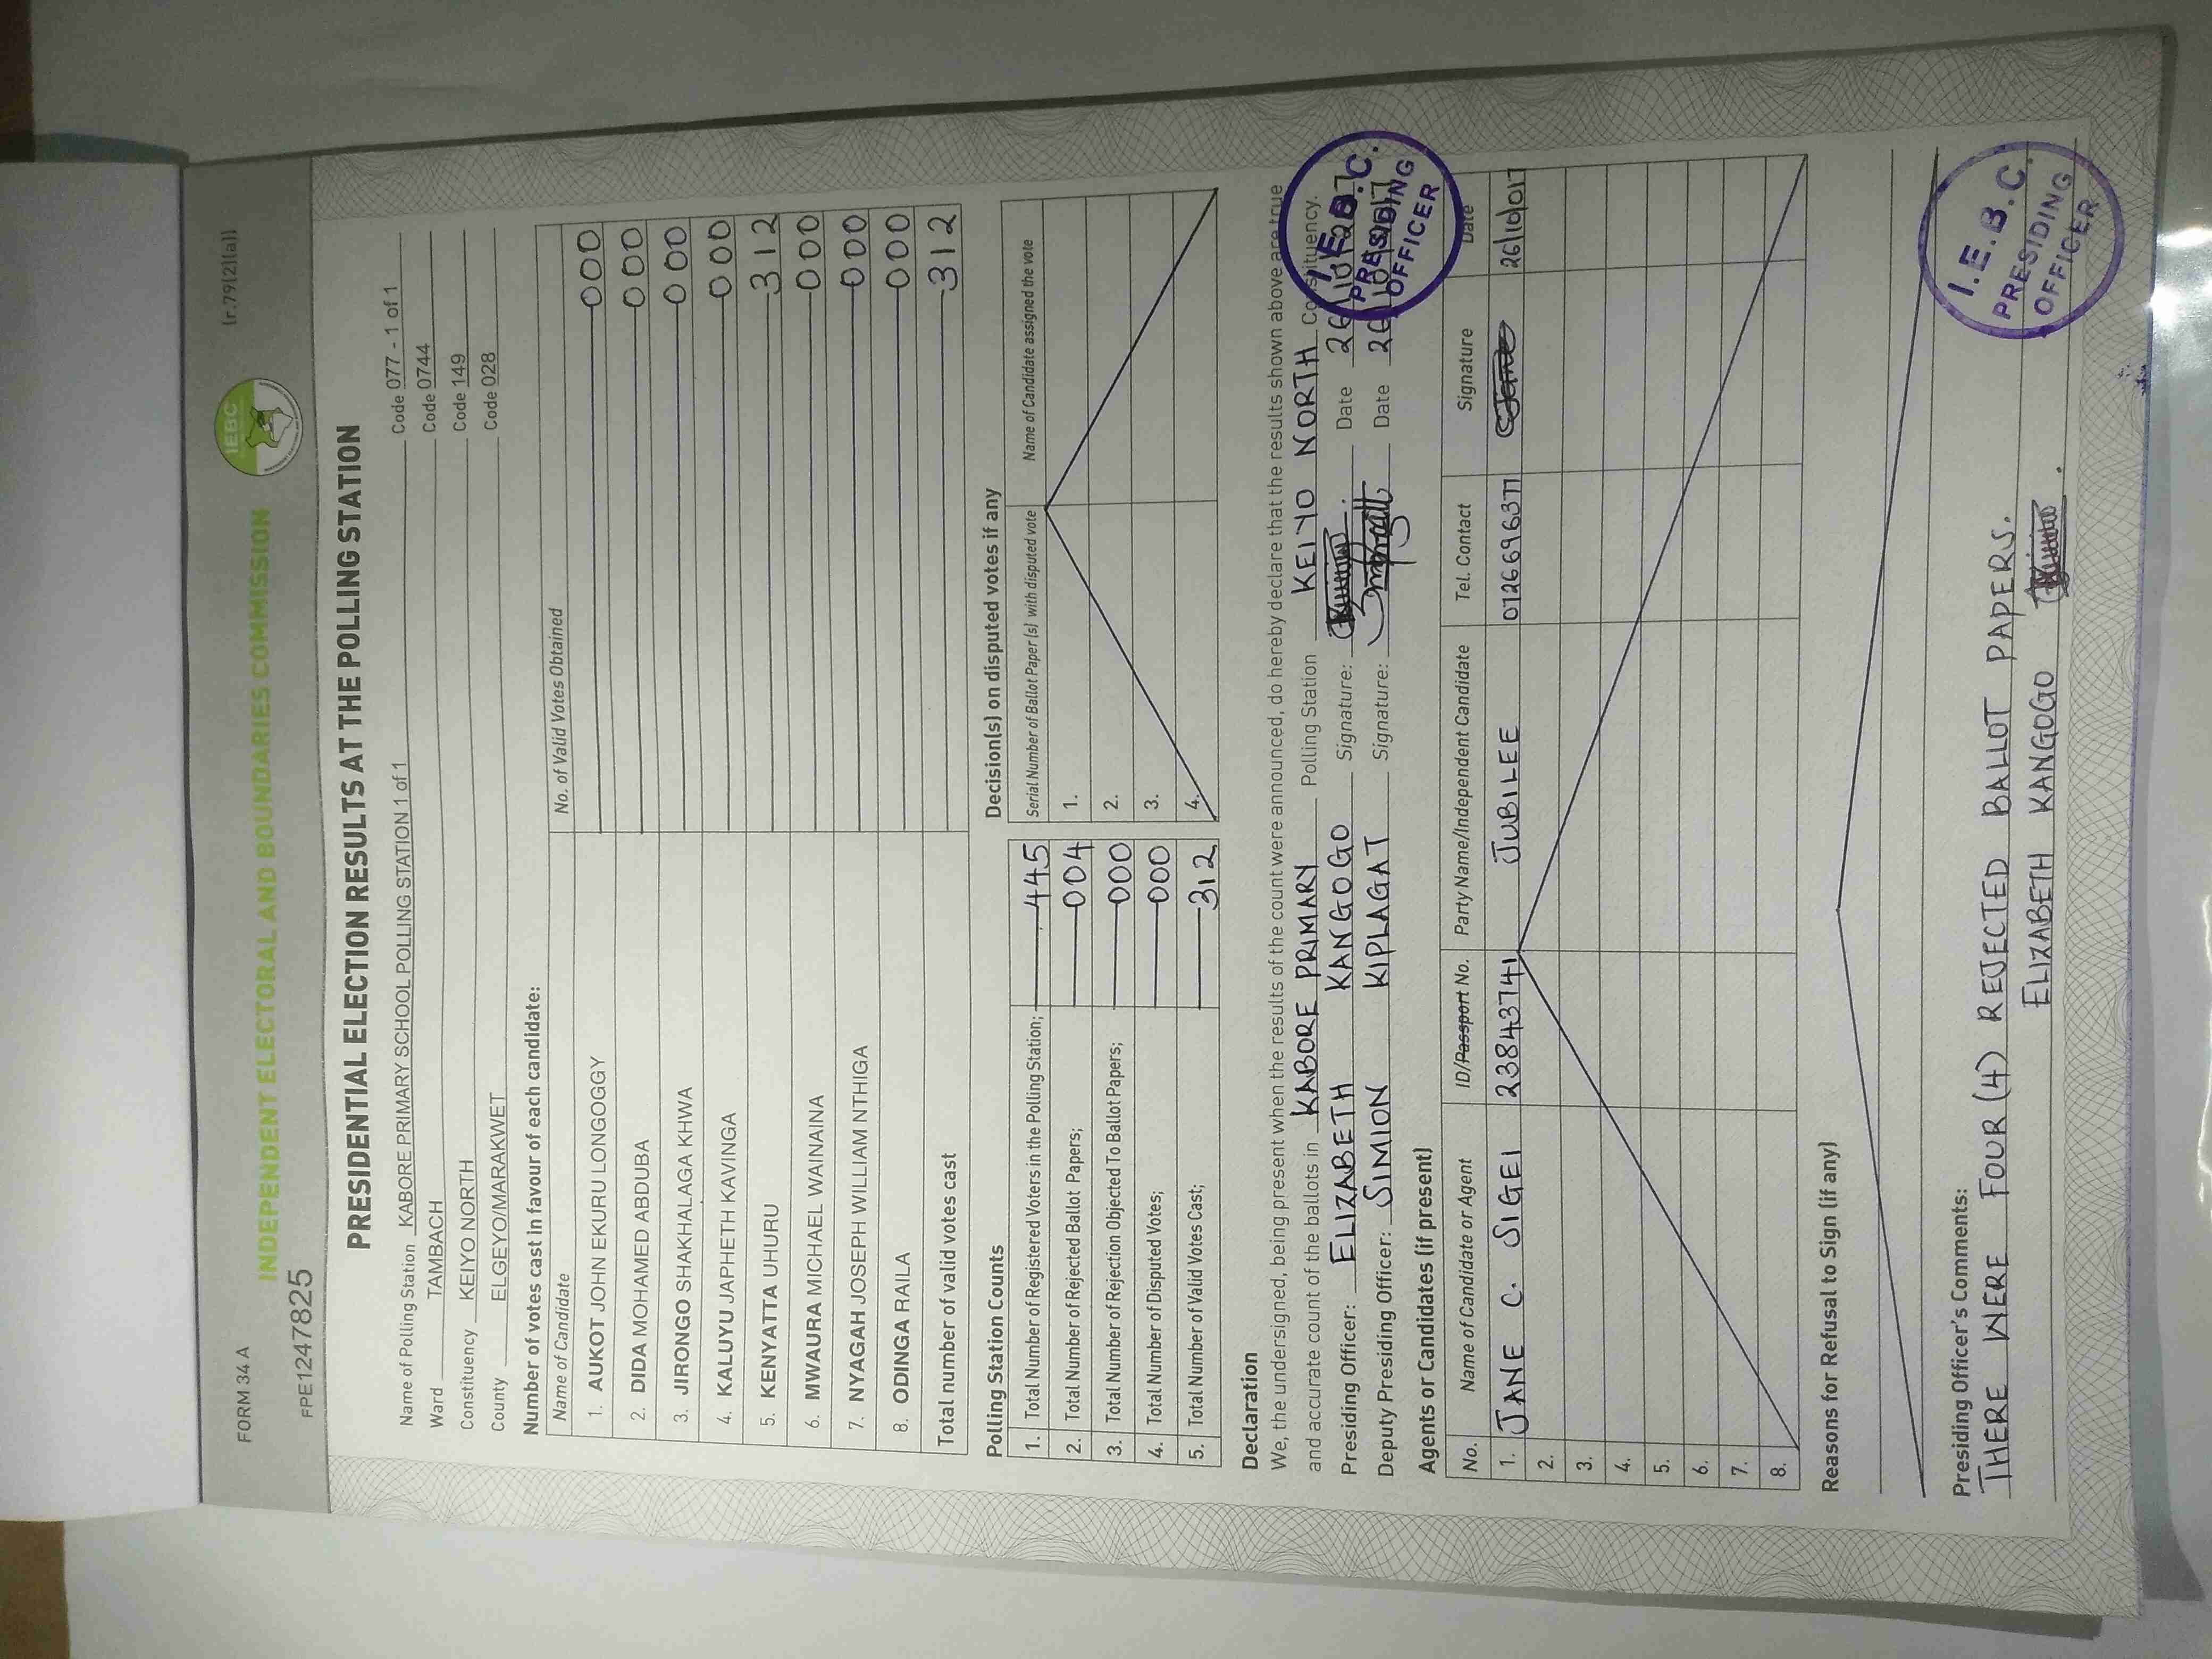 FORM 34 A
(r.79(2)(a))
INDEPENDENT ELECTORAL AND BOUNDARIES COMMISSION
IEBC
FPE1247825
PRESIDENTIAL ELECTION RESULTS AT THE POLLING STATION
Name of Polling Station KABORE PRIMARY SCHOOL POLLING STATION 1 of 1 Code 077 - 1 of 1
Ward TAMBACH Code 0744
Constituency KEIYO NORTH Code 149
County ELGEYO/MARAKWET Code 028
Number of votes cast in favour of each candidate:
Name of Candidate No. of Valid Votes Obtained
1. AUKOT JOHN EKURU LONGOGGY 000
2. DIDA MOHAMED ABDUBA 000
3. JIRONGO SHAKHALAGA KHWA 000
4. KALUYU JAPHETH KAVINGA 000
5. KENYATTA UHURU 312
6. MWAURA MICHAEL WAINAINA 000
7. NYAGAH JOSEPH WILLIAM NTHIGA 000
8. ODINGA RAILA 000
Total number of valid votes cast 312
Polling Station Counts
1. Total Number of Registered Voters in the Polling Station; 445
2. Total Number of Rejected Ballot Papers; 004
3. Total Number of Rejection Objected To Ballot Papers; 000
4. Total Number of Disputed Votes; 000
5. Total Number of Valid Votes Cast; 312
Decision(s) on disputed votes if any
Serial Number of Ballot Paper (s) with disputed vote Name of Candidate assigned the vote
1.
2.
3.
4.
Declaration
We, the undersigned, being present when the results of the count were announced, do hereby declare that the results shown above are true
and accurate count of the ballots in KABORE PRIMARY Polling Station KEIYO NORTH Constituency.
Presiding Officer: ELIZABETH KANGOGO Signature: Date 26/10/2017
Deputy Presiding Officer: SIMION KIPLAGAT Signature: Date 26/10/2017
I.E.B.C.
PRESIDING
OFFICER
Agents or Candidates (if present)
No. Name of Candidate or Agent ID/Passport No. Party Name/Independent Candidate Tel. Contact Signature Date
1. JANE C. SIGEI 23843741 JUBILEE 0726696377 26/10/017
2.
3.
4.
5.
6.
7.
8.
Reasons for Refusal to Sign (if any)
Presiding Officer's Comments:
THERE WERE FOUR (4) REJECTED BALLOT PAPERS.
ELIZABETH KANGOGO
I.E.B.C.
PRESIDING
OFFICER